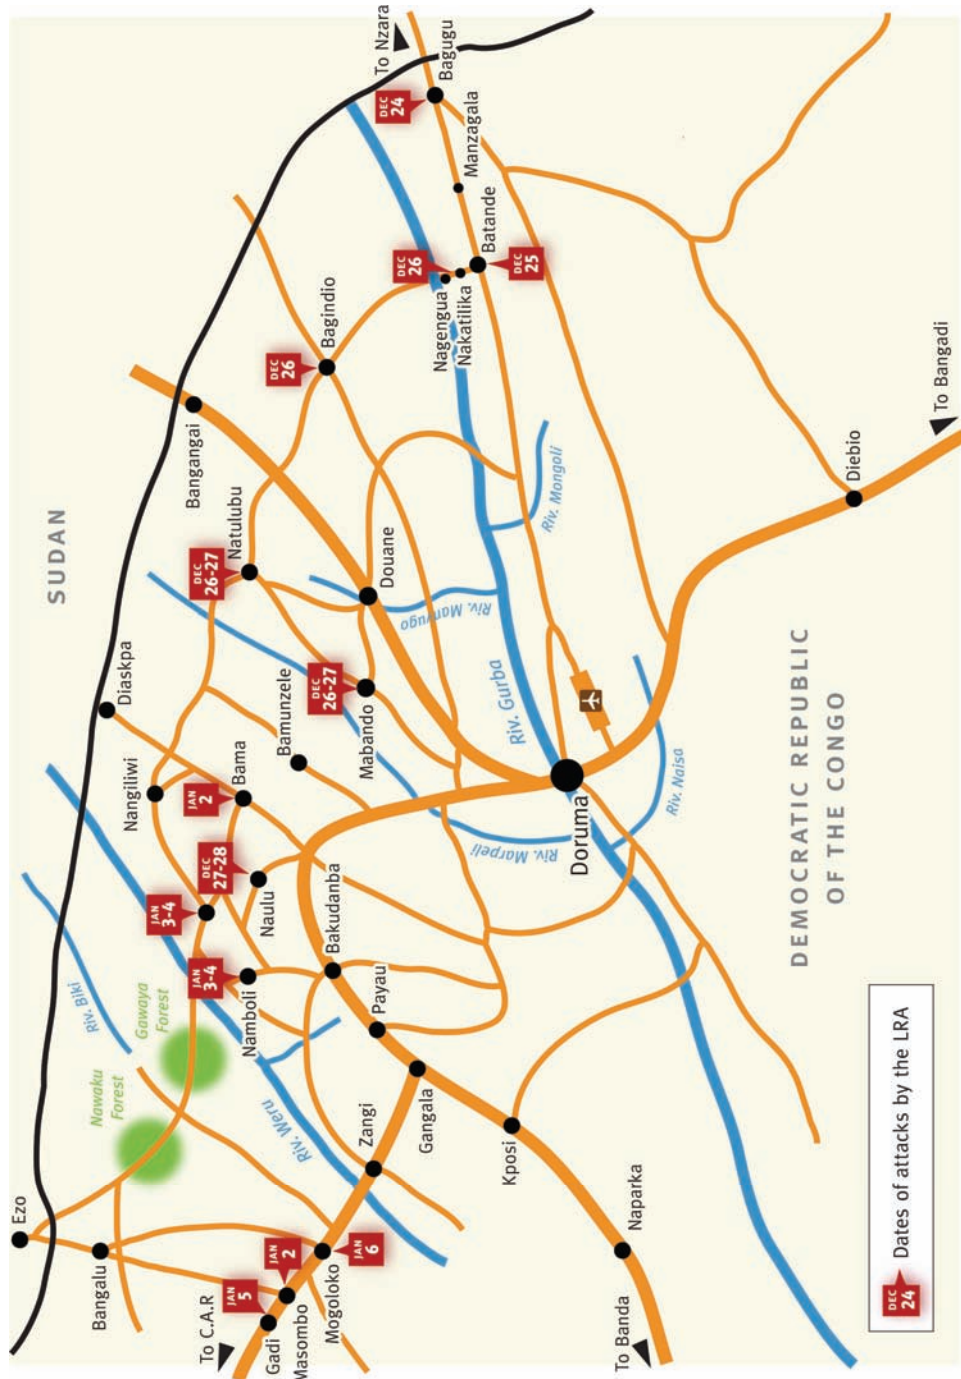 SUDAN
DEMOCRATIC REPUBLIC
OF THE CONGO
Ezo
Bangalu
To C.A.R
JAN
5
Gadi
JAN
2
Masombo
JAN
6
Mogoloko
Nawaku
Forest
Gawaya
Forest
Riv. Biki
Riv. Weru
Zangi
Gangala
Payau
Bakudanba
Kposi
Naparka
To Banda
JAN
3-4
Namboli
JAN
3-4
DEC
27-28
Naulu
JAN
2
Bama
Nangiliwi
Diaskpa
Bamunzele
DEC
26-27
Mabando
DEC
26-27
Natulubu
Bangangai
Douane
DEC
26
Bagindio
DEC
26
Nagengua
Nakatilika
Batande
DEC
25
Manzagala
DEC
24
Bagugu
To Nzara
Riv. Mongoli
Riv. Manvugo
Riv. Gurba
Riv. Marpeli
Riv. Naisa
Doruma
Diebio
To Bangadi
DEC
24
Dates of attacks by the LRA